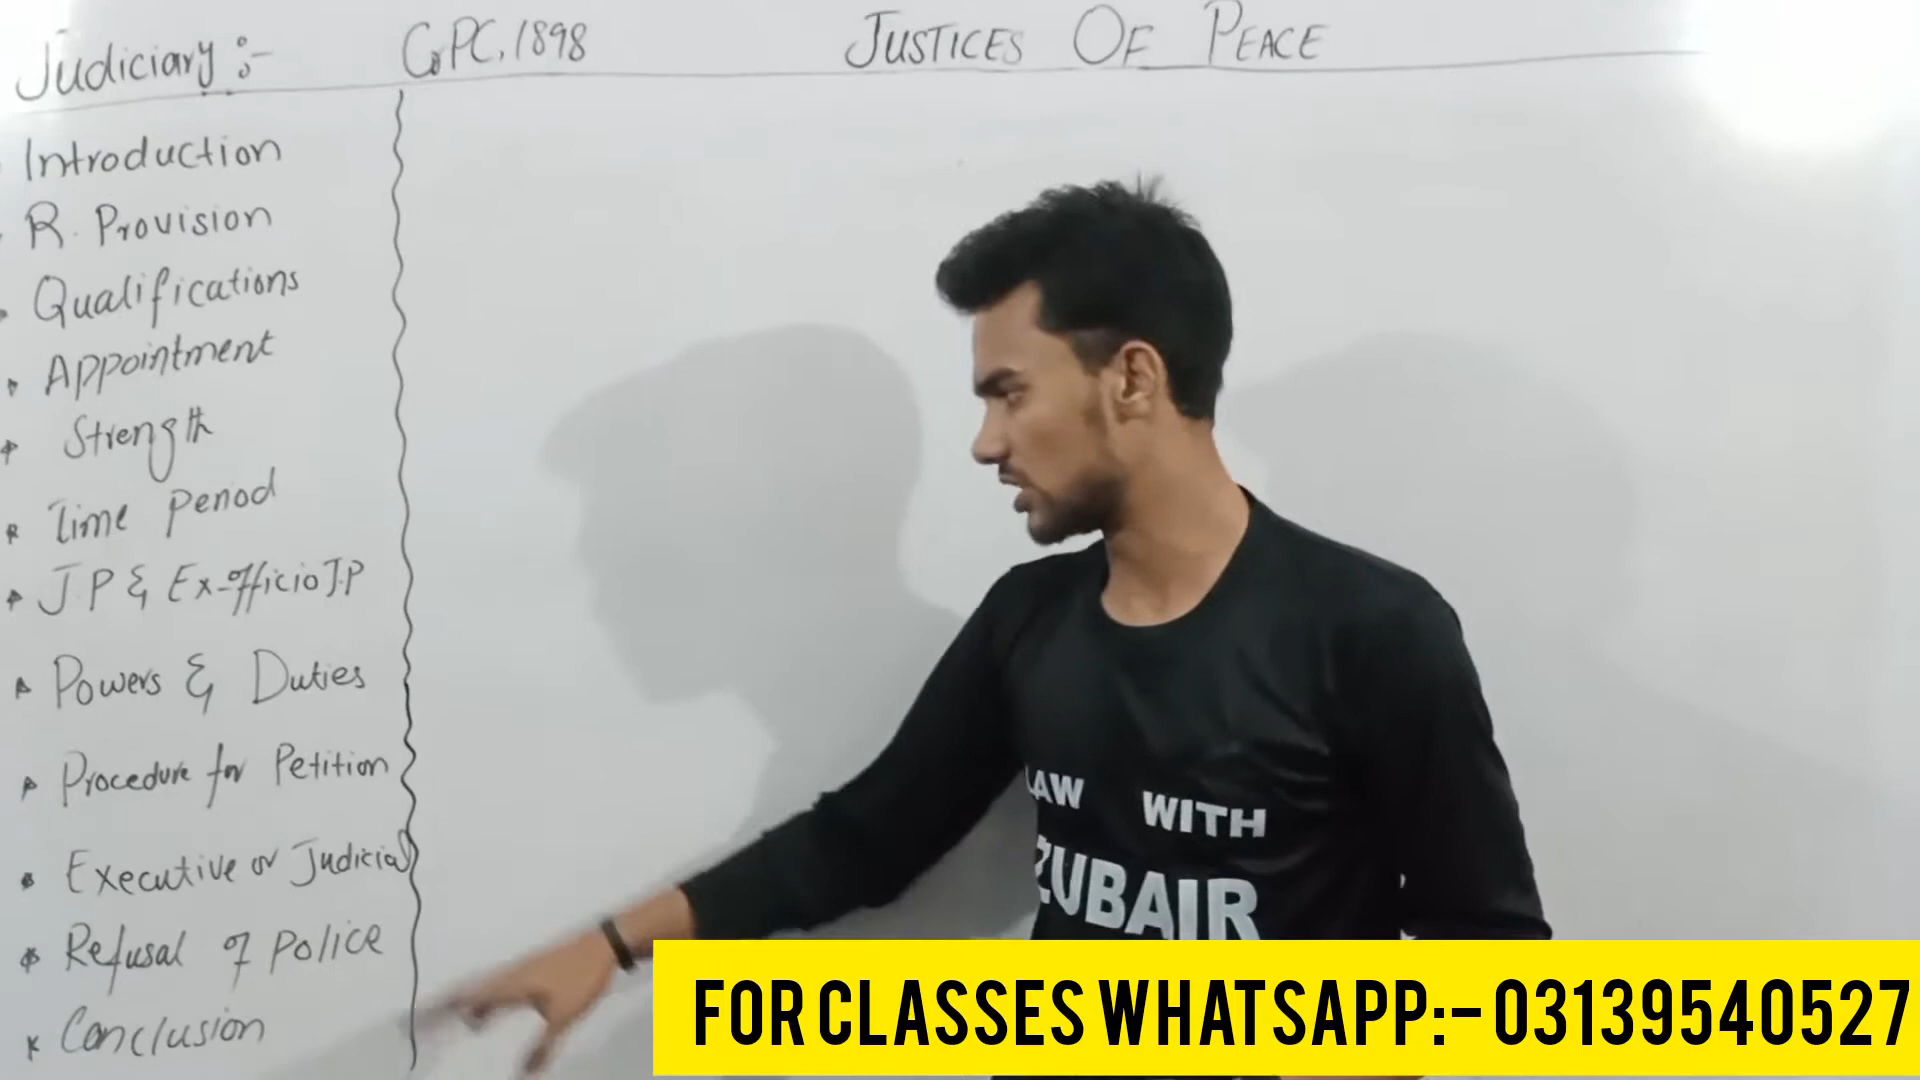 Judiciary :- CrPC, 1898 JUSTICES OF PEACE
Introduction
R. Provision
Qualifications
Appointment
Strength
Time Period
J.P & Ex-officio J.P
Powers & Duties
Procedure for Petition
Executive or Judicial
Refusal of police
Conclusion
LAW WITH
ZUBAIR
FOR CLASSES WHATSAPP:- 03139540527